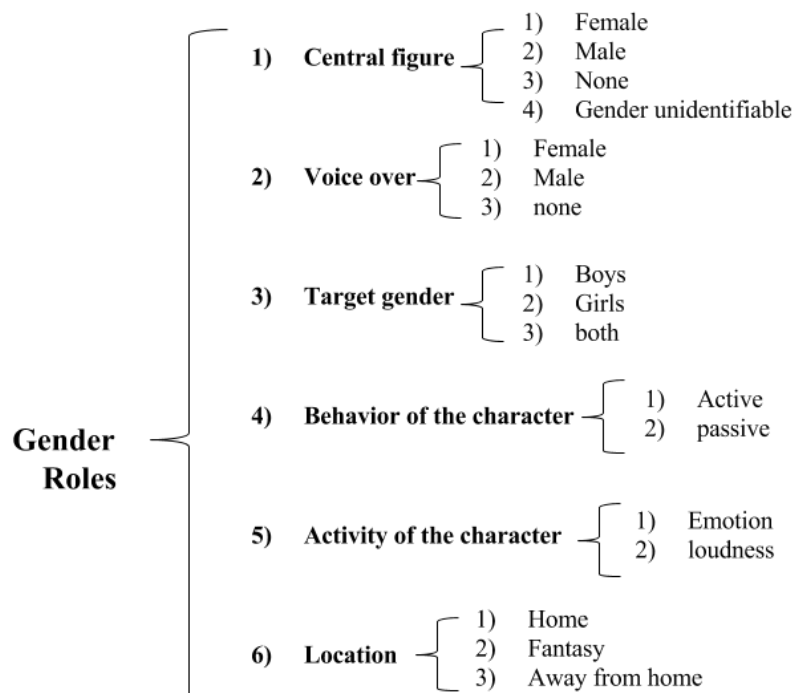 1) Female
1) Central figure
2) Male
3) None
4) Gender unidentifiable
1) Female
2) Voice over
2) Male
3) none
1) Boys
3) Target gender
2) Girls
3) both
1) Active
4) Behavior of the character
2) passive
Gender
Roles
1) Emotion
5) Activity of the character
2) loudness
1) Home
6) Location
2) Fantasy
3) Away from home